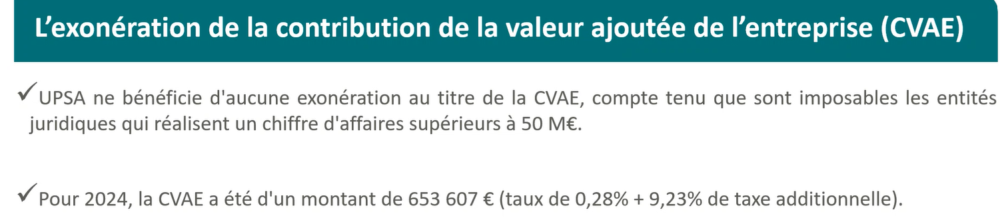 L’exonération de la contribution de la valeur ajoutée de l’entreprise (CVAE)
✓UPSA ne bénéficie d'aucune exonération au titre de la CVAE, compte tenu que sont imposables les entités
juridiques qui réalisent un chiffre d'affaires supérieurs à 50 M€.
✓Pour 2024, la CVAE a été d'un montant de 653 607 € (taux de 0,28% + 9,23% de taxe additionnelle).